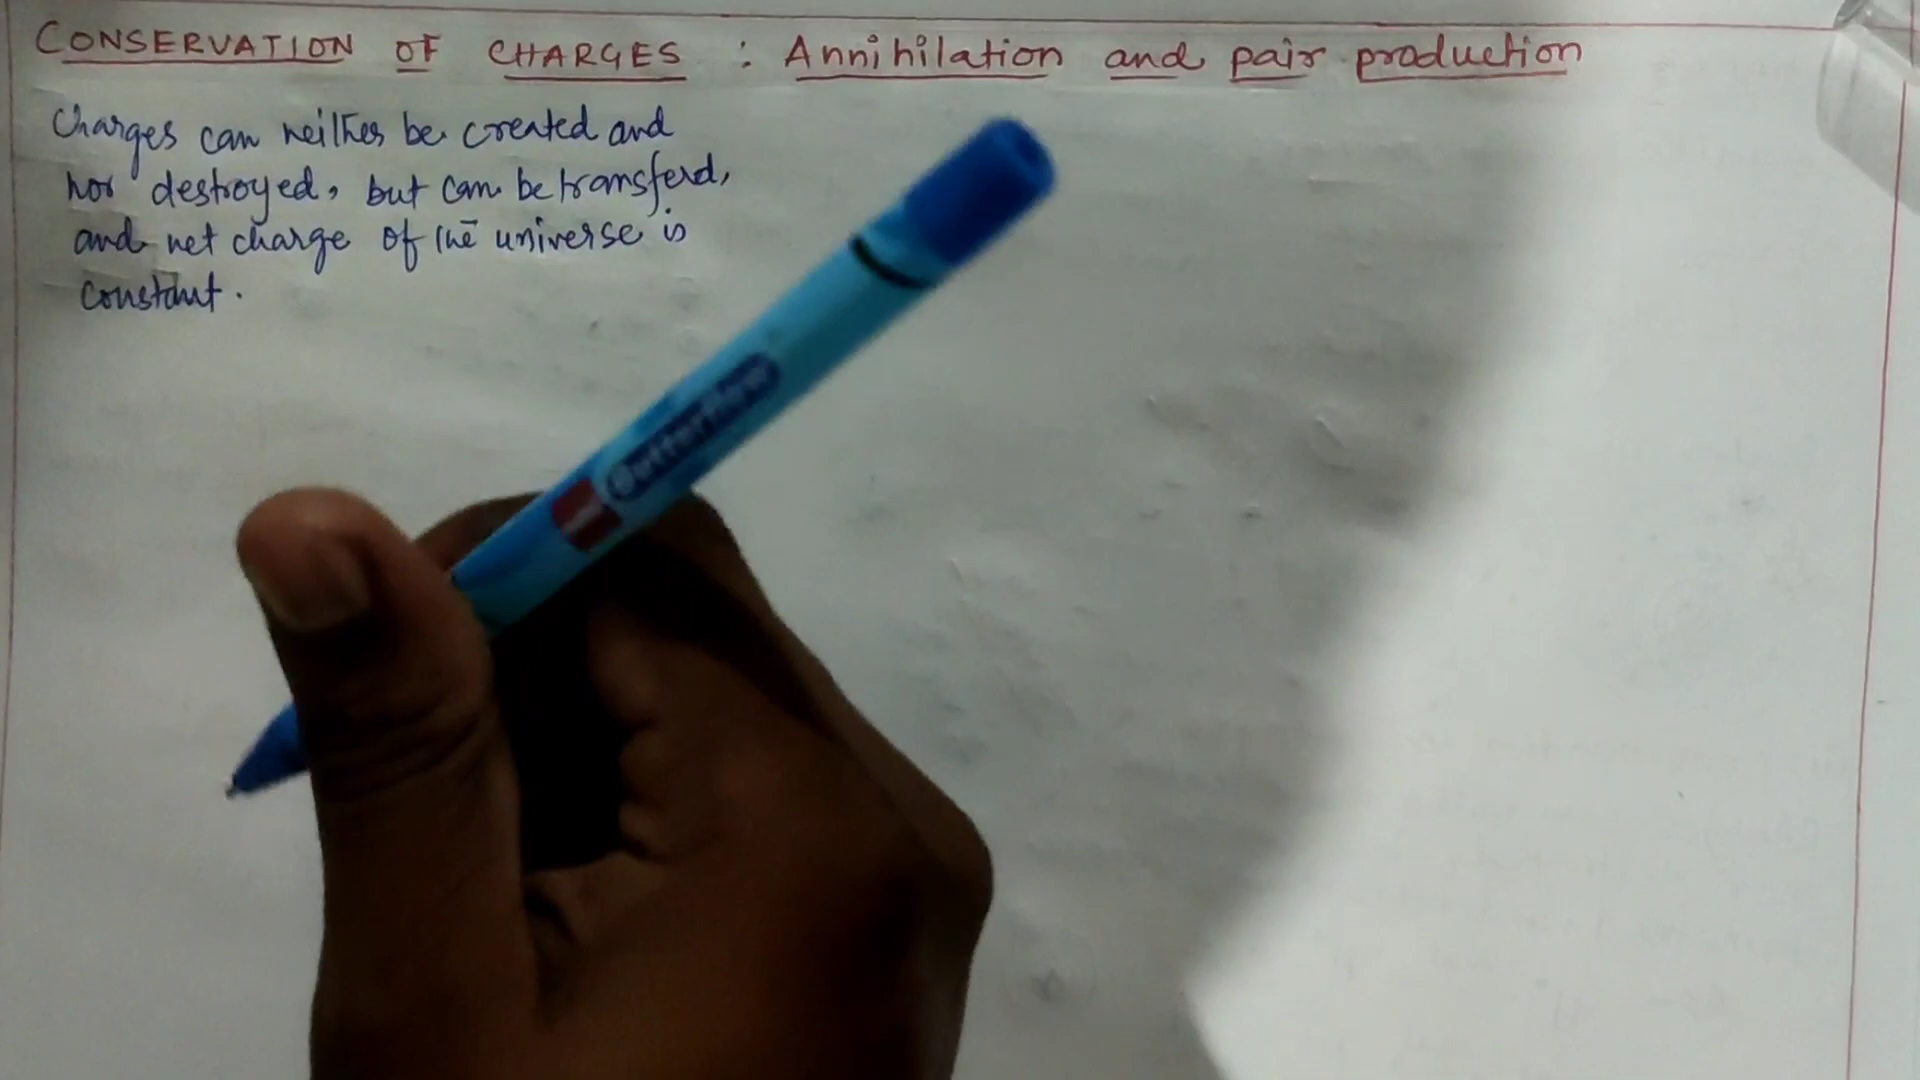 CONSERVATION OF CHARGES : Annihilation and pair production
Charges can neither be created and
nor destroyed, but can be transferd,
and net charge of the universe is
constant.
Butterflow